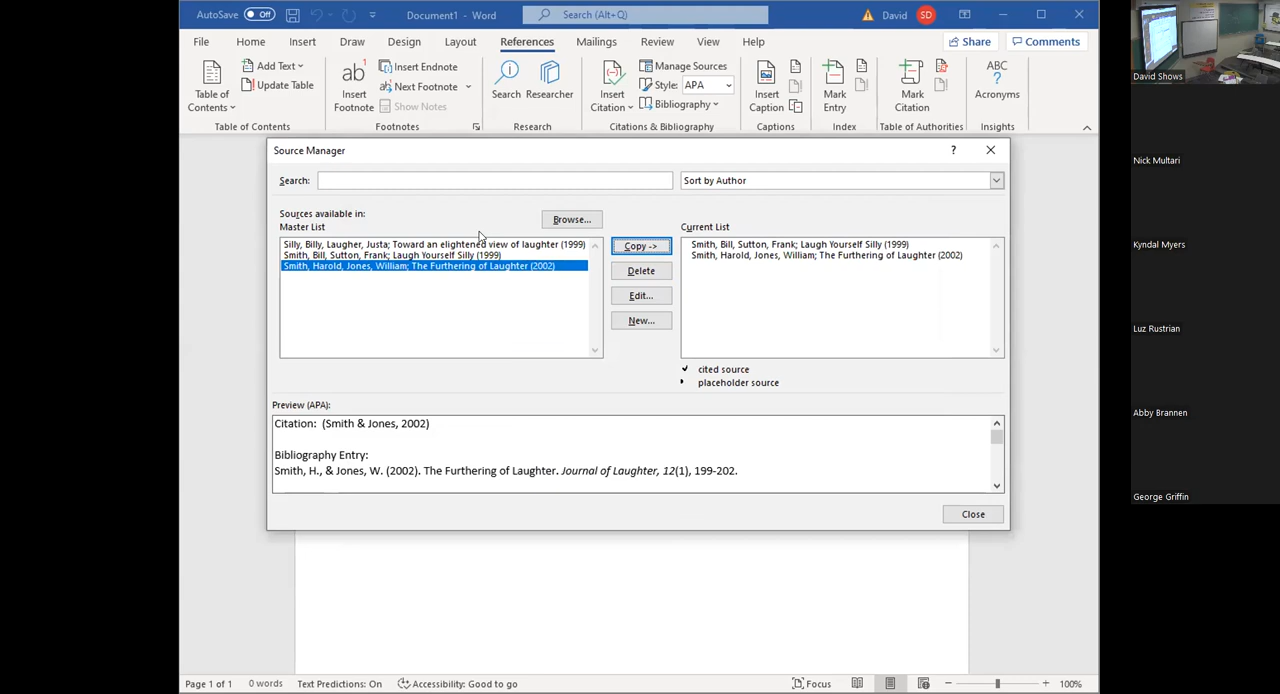 AutoSave Off Document1 - Word Search (Alt+Q) David SD
File Home Insert Draw Design Layout References Mailings Review View Help Share Comments
Table of Contents
Add Text
Update Table
Table of Contents
ab
Insert Footnote
Insert Endnote
Next Footnote
Show Notes
Footnotes
Search
Researcher
Research
Insert Citation
Manage Sources
Style: APA
Bibliography
Citations & Bibliography
Insert Caption
Captions
Mark Entry
Index
Mark Citation
Table of Authorities
ABC
?
Acronyms
Insights
Source Manager ?
Search: Sort by Author
Sources available in:
Master List
Browse...
Current List
Silly, Billy, Laugher, Justa; Toward an elightened view of laughter (1999)
Smith, Bill, Sutton, Frank; Laugh Yourself Silly (1999)
Smith, Harold, Jones, William; The Furthering of Laughter (2002)
Copy ->
Delete
Edit...
New...
Smith, Bill, Sutton, Frank; Laugh Yourself Silly (1999)
Smith, Harold, Jones, William; The Furthering of Laughter (2002)
cited source
placeholder source
Preview (APA):
Citation: (Smith & Jones, 2002)
Bibliography Entry:
Smith, H., & Jones, W. (2002). The Furthering of Laughter. Journal of Laughter, 12(1), 199-202.
Close
Page 1 of 1 0 words Text Predictions: On Accessibility: Good to go Focus 100%
David Shows
Nick Multari
Kyndal Myers
Luz Rustrian
Abby Brannen
George Griffin